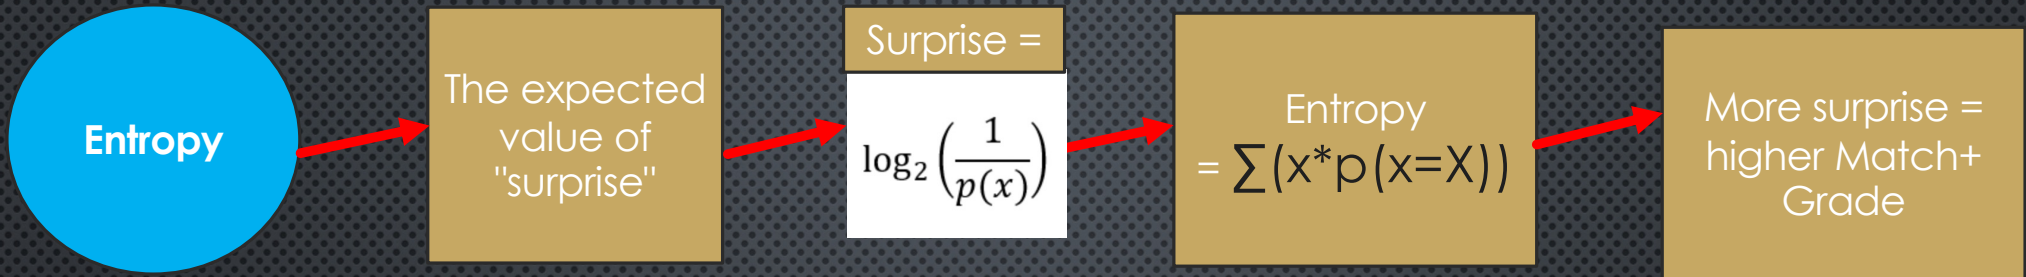 Entropy
The expected
value of
"surprise"
Surprise =
log₂ (1/p(x))
Entropy
= ∑(x*p(x=X))
More surprise =
higher Match+
Grade